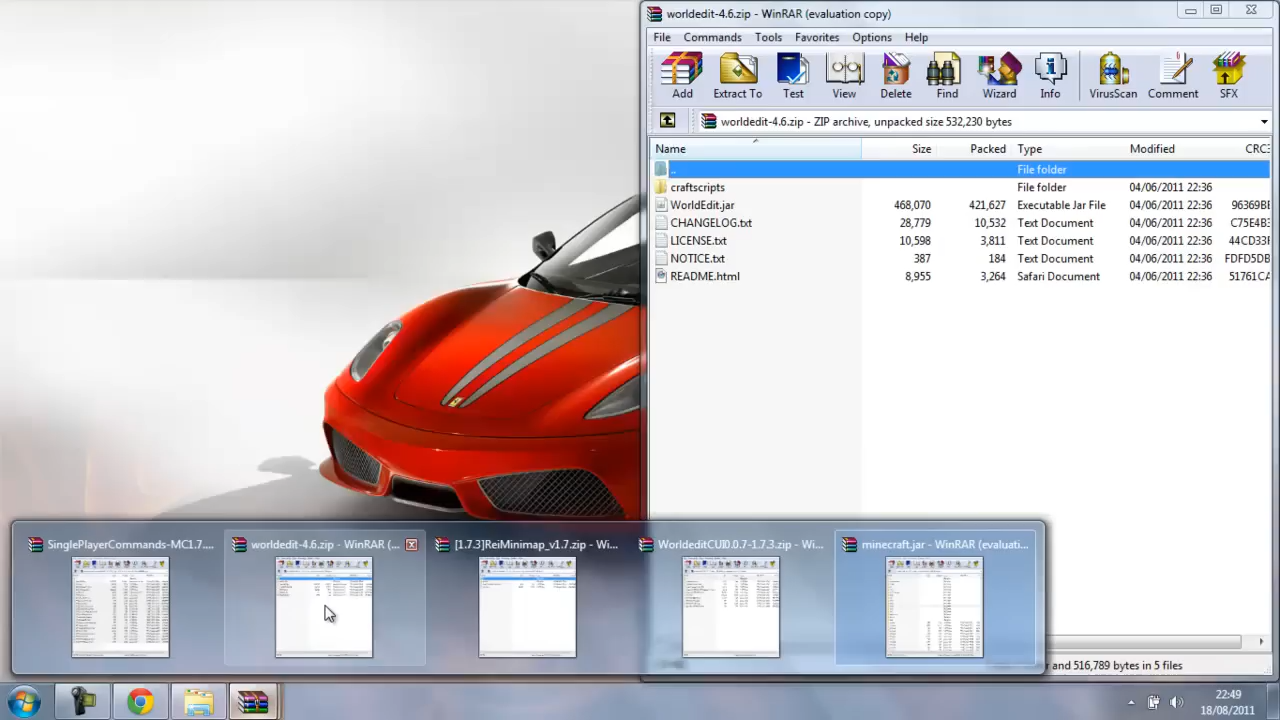 worldedit-4.6.zip - WinRAR (evaluation copy)
File Commands Tools Favorites Options Help
Add Extract To Test View Delete Find Wizard Info VirusScan Comment SFX
worldedit-4.6.zip - ZIP archive, unpacked size 532,230 bytes
Name Size Packed Type Modified CRC3
.. File folder
craftscripts File folder 04/06/2011 22:36
WorldEdit.jar 468,070 421,627 Executable Jar File 04/06/2011 22:36 96369BE
CHANGELOG.txt 28,779 10,532 Text Document 04/06/2011 22:36 C75E4B3
LICENSE.txt 10,598 3,811 Text Document 04/06/2011 22:36 44CD33F
NOTICE.txt 387 184 Text Document 04/06/2011 22:36 FDFD5DB
README.html 8,955 3,264 Safari Document 04/06/2011 22:36 51761CA
SinglePlayerCommands-MC1.7.... worldedit-4.6.zip - WinRAR (... [1.7.3]ReiMinimap_v1.7.zip - Wi... WorldeditCUI0.0.7-1.7.3.zip - W... minecraft.jar - WinRAR (evaluati...
er and 516,789 bytes in 5 files
22:49
18/08/2011